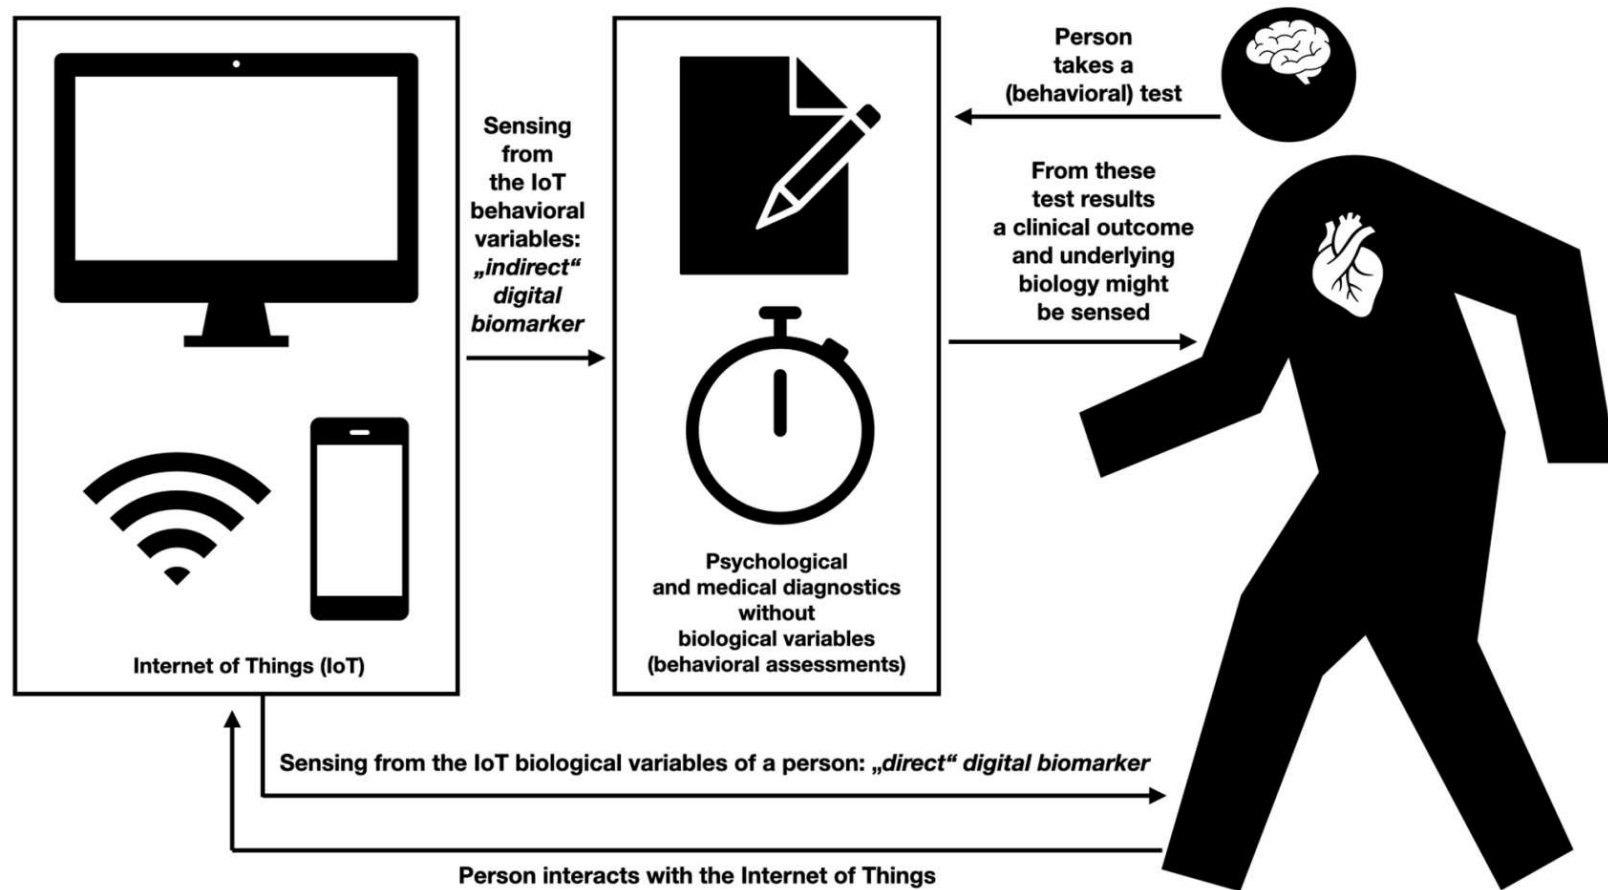 Sensing
from
the IoT
behavioral
variables:
„indirect“
digital
biomarker
Person
takes a
(behavioral) test
From these
test results
a clinical outcome
and underlying
biology might
be sensed
Psychological
and medical diagnostics
without
biological variables
(behavioral assessments)
Internet of Things (IoT)
Sensing from the IoT biological variables of a person: „direct“ digital biomarker
Person interacts with the Internet of Things